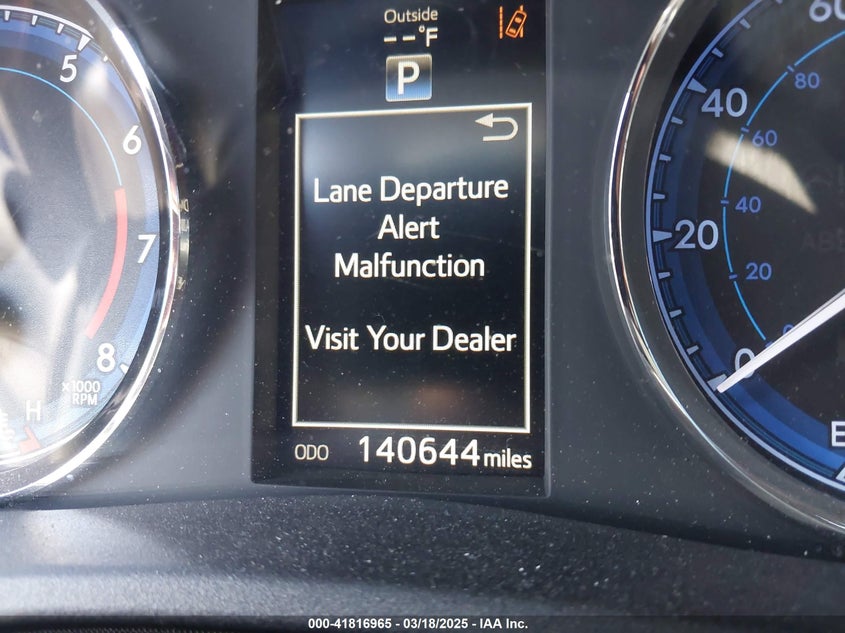 Outside
--°F
P
Lane Departure
Alert
Malfunction
Visit Your Dealer
ODO 140644 miles
5
6
7
8
x1000
RPM
H
60
80
40
60
40
20
20
0
E
000-41816965 - 03/18/2025 - IAA Inc.